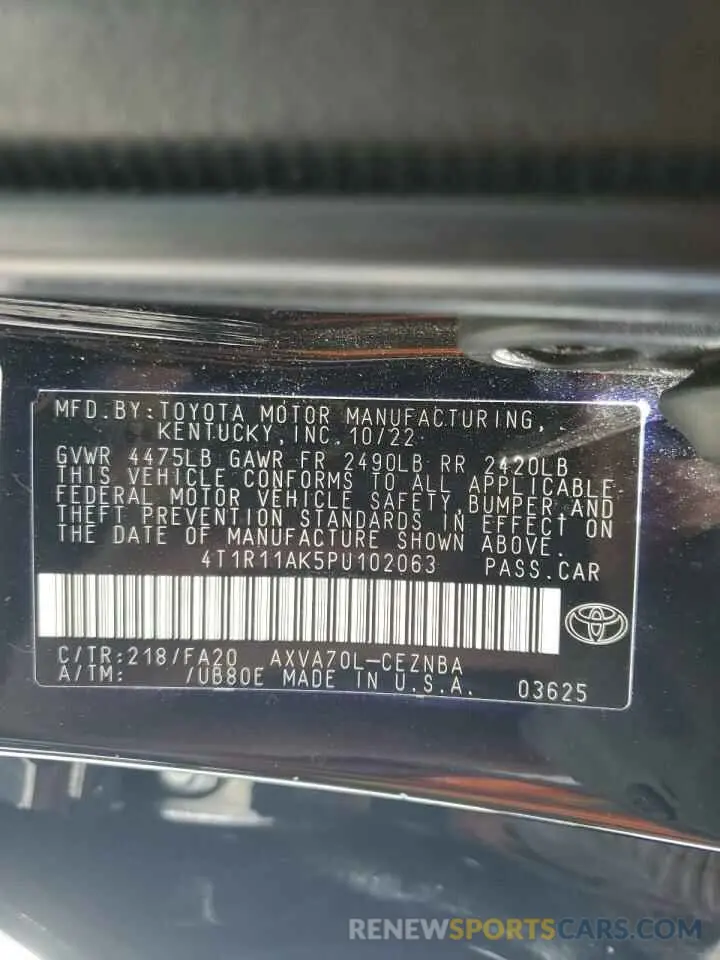 MFD.BY:TOYOTA MOTOR MANUFACTURING,
KENTUCKY,INC.10/22
GVWR 4475LB GAWR FR 2490LB RR 2420LB
THIS VEHICLE CONFORMS TO ALL APPLICABLE
FEDERAL MOTOR VEHICLE SAFETY,BUMPER,AND
THEFT PREVENTION STANDARDS IN EFFECT ON
THE DATE OF MANUFACTURE SHOWN ABOVE.
4T1R11AK5PU102063 PASS.CAR
C/TR:218/FA20 AXVA70L-CEZNBA
A/TM: /UB80E MADE IN U.S.A. 03625
RENEWSPORTSCARS.COM